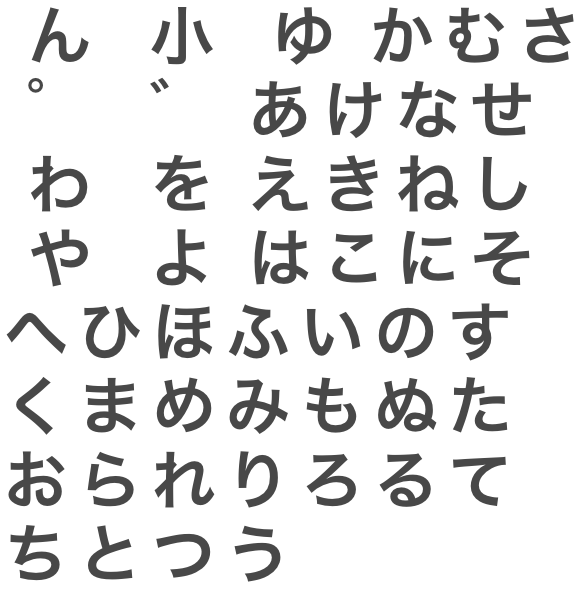 ん 小 ゆ か む さ
゜ ゛ あ け な せ
わ を え き ね し
や よ は こ に そ
へ ひ ほ ふ い の す
く ま め み も ぬ た
お ら れ り ろ る て
ち と つ う